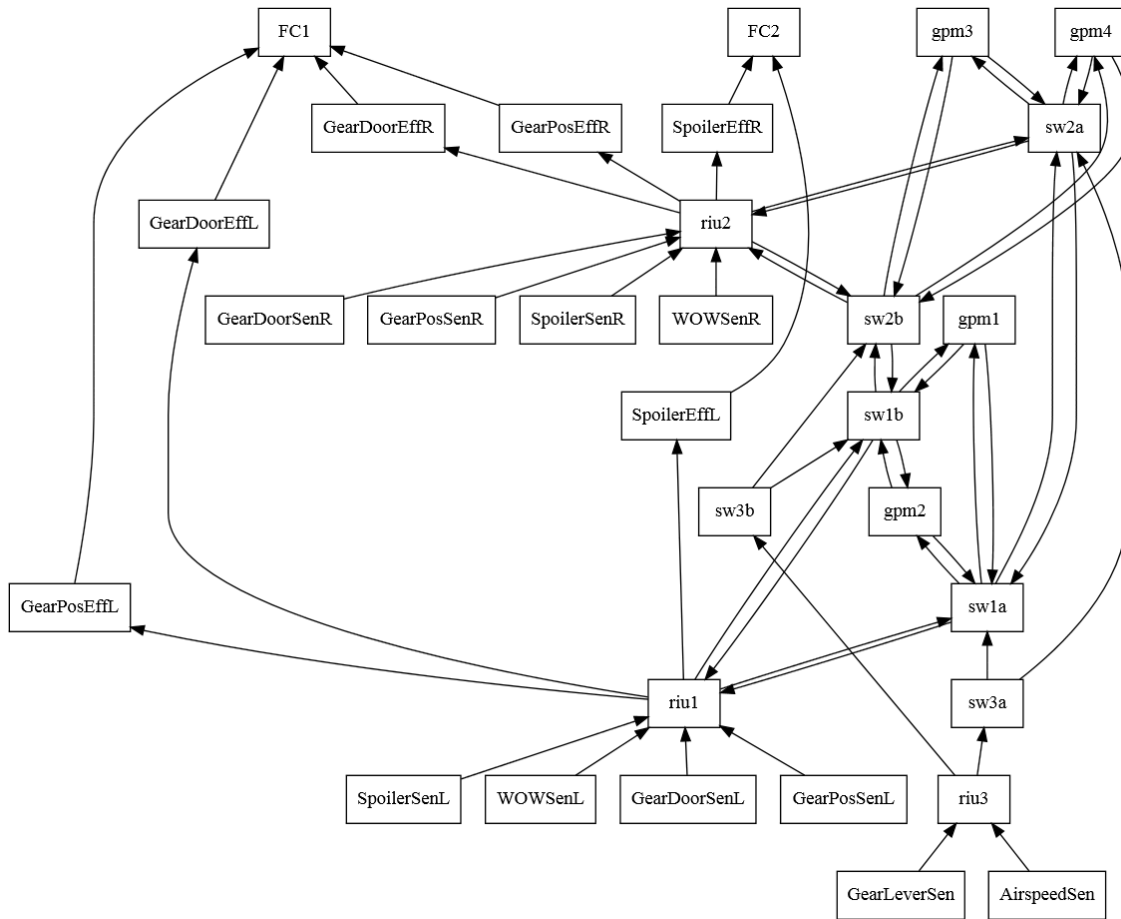 FC1
FC2
gpm3
gpm4
GearDoorEffR
GearPosEffR
SpoilerEffR
sw2a
GearDoorEffL
riu2
GearDoorSenR
GearPosSenR
SpoilerSenR
WOWSenR
sw2b
gpm1
SpoilerEffL
sw1b
sw3b
gpm2
GearPosEffL
sw1a
riu1
sw3a
SpoilerSenL
WOWSenL
GearDoorSenL
GearPosSenL
riu3
GearLeverSen
AirspeedSen